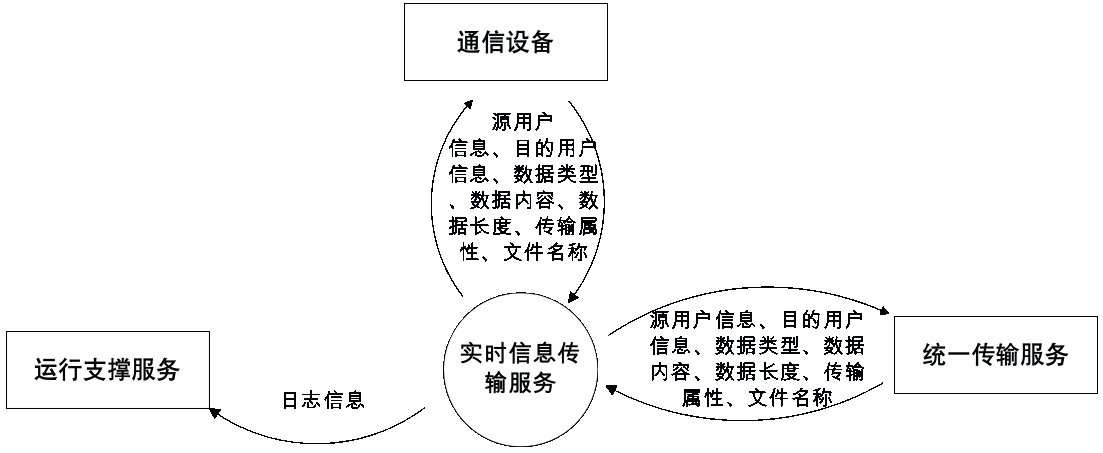 通信设备
源用户
信息、目的用户
信息、数据类型
、数据内容、数
据长度、传输属
性、文件名称
实时信息传
输服务
源用户信息、目的用户
信息、数据类型、数据
内容、数据长度、传输
属性、文件名称
统一传输服务
运行支撑服务
日志信息